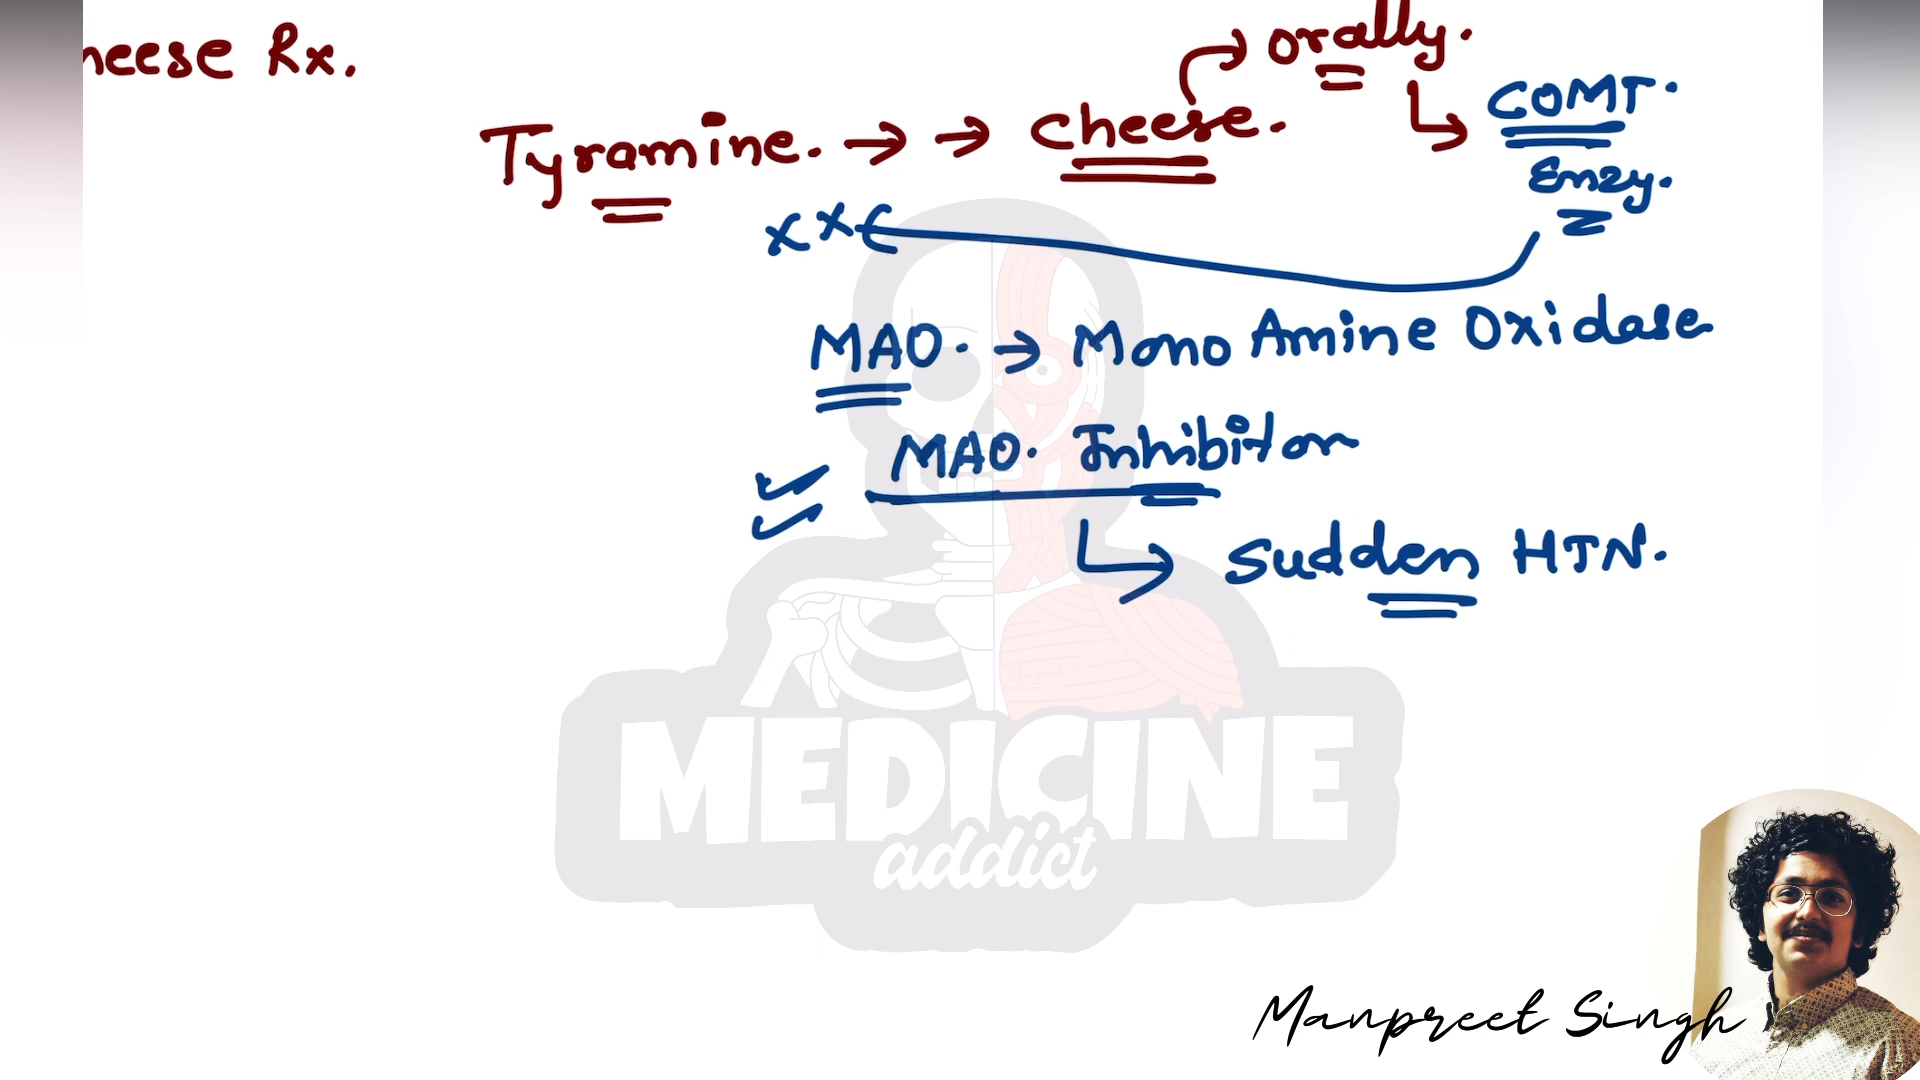 heese Rx.
→ orally.
Tyramine. → → Cheese. ↳ COMT.
Enzy.
x x ←
MAO. → Mono Amine Oxidase
MAO. Inhibitor
↳ Sudden HTN.
MEDICINE
addict
Manpreet Singh